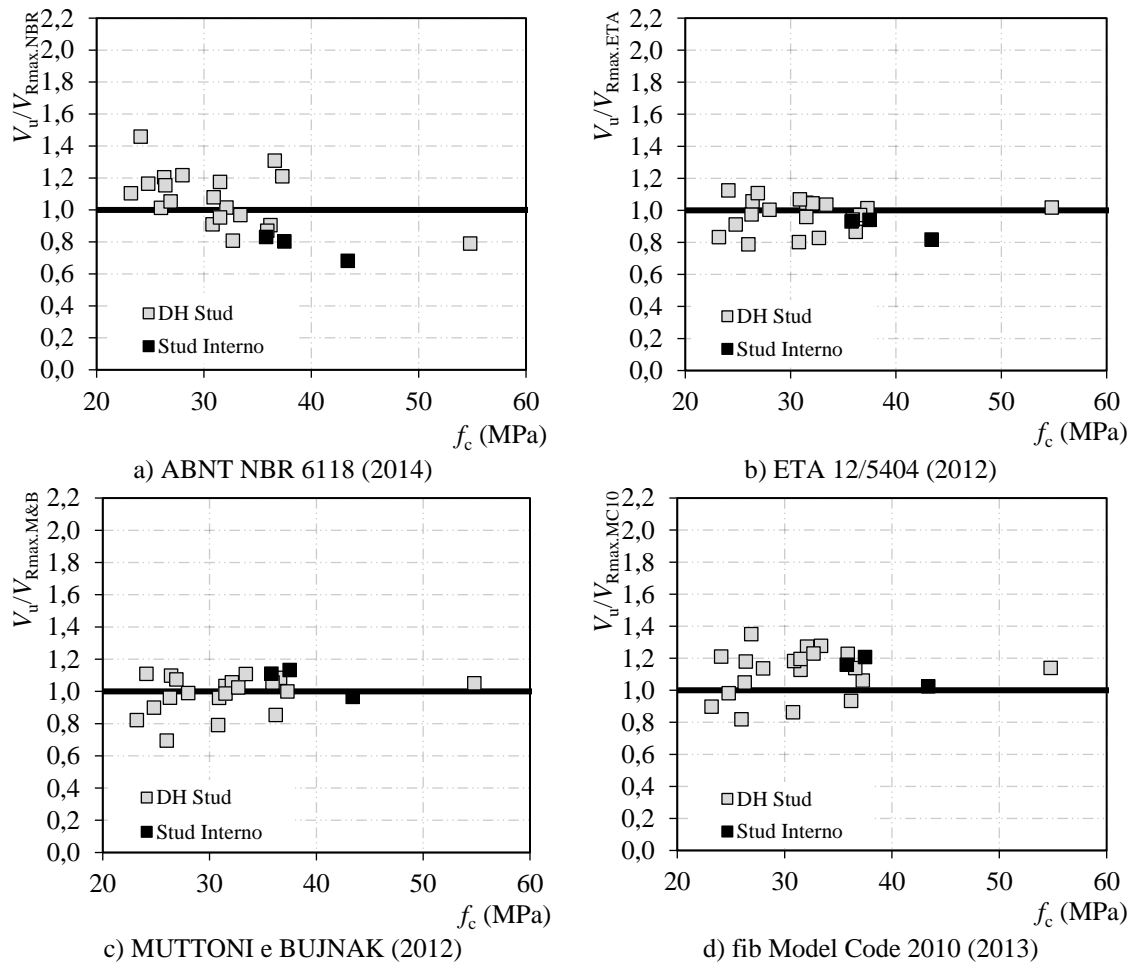 V_u/V_Rmax.NBR
2,2
2,0
1,8
1,6
1,4
1,2
1,0
0,8
0,6
0,4
0,2
0,0
DH Stud
Stud Interno
20 30 40 50 60
f_c (MPa)
a) ABNT NBR 6118 (2014)
V_u/V_Rmax.ETA
2,2
2,0
1,8
1,6
1,4
1,2
1,0
0,8
0,6
0,4
0,2
0,0
DH Stud
Stud Interno
20 30 40 50 60
f_c (MPa)
b) ETA 12/5404 (2012)
V_u/V_Rmax.M&B
2,2
2,0
1,8
1,6
1,4
1,2
1,0
0,8
0,6
0,4
0,2
0,0
DH Stud
Stud Interno
20 30 40 50 60
f_c (MPa)
c) MUTTONI e BUJNAK (2012)
V_u/V_Rmax.MC10
2,2
2,0
1,8
1,6
1,4
1,2
1,0
0,8
0,6
0,4
0,2
0,0
DH Stud
Stud Interno
20 30 40 50 60
f_c (MPa)
d) fib Model Code 2010 (2013)